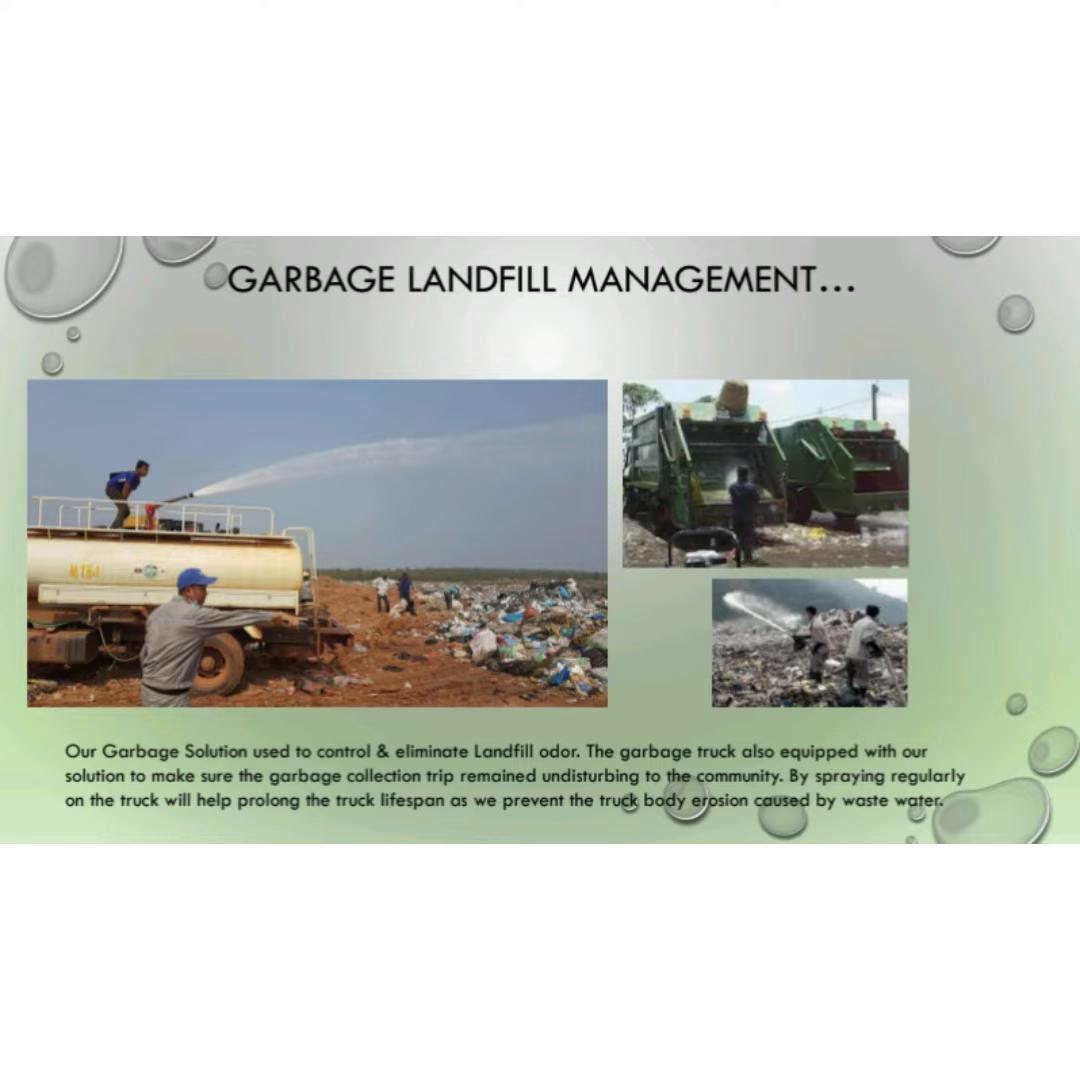 GARBAGE LANDFILL MANAGEMENT...
Our Garbage Solution used to control & eliminate Landfill odor. The garbage truck also equipped with our
solution to make sure the garbage collection trip remained undisturbing to the community. By spraying regularly
on the truck will help prolong the truck lifespan as we prevent the truck body erosion caused by waste water.